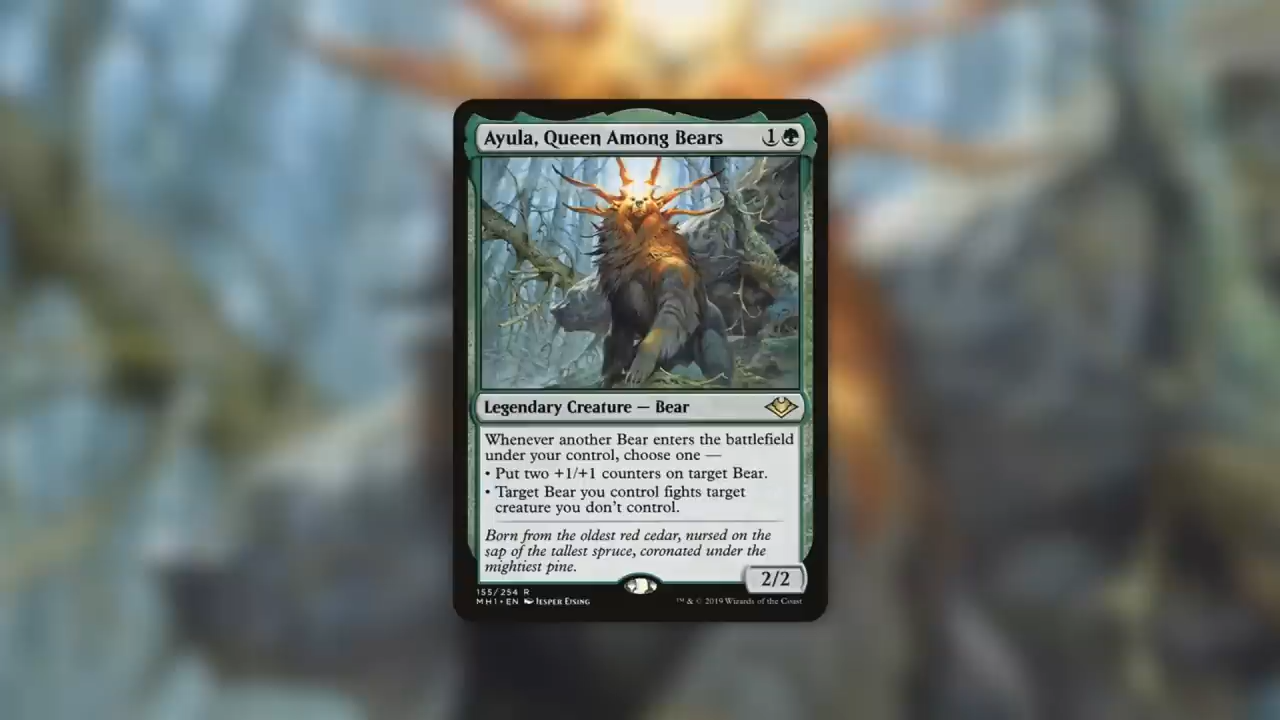 Ayula, Queen Among Bears 1
Legendary Creature — Bear
Whenever another Bear enters the battlefield
under your control, choose one —
• Put two +1/+1 counters on target Bear.
• Target Bear you control fights target
creature you don't control.
Born from the oldest red cedar, nursed on the
sap of the tallest spruce, coronated under the
mightiest pine.
2/2
155/254 R
MH1 • EN Jesper Ejsing
™ & © 2019 Wizards of the Coast